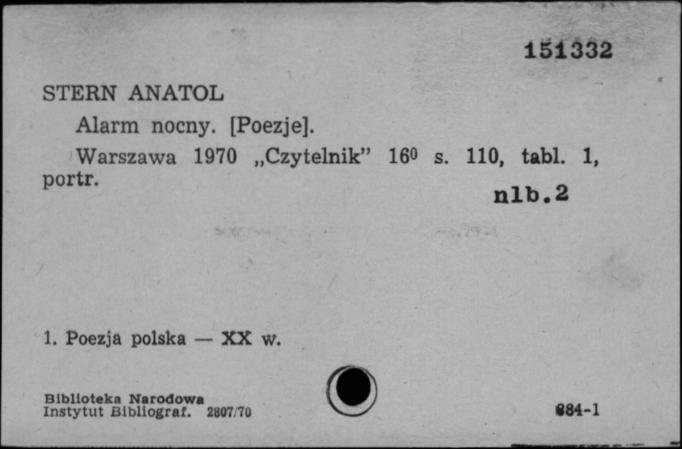 151332
STERN ANATOL
Alarm nocny. [Poezje].
Warszawa 1970 „Czytelnik” 16⁰ s. 110, tabl. 1,
portr.
nlb.2
1. Poezja polska — XX w.
Biblioteka Narodowa
Instytut Bibliograf. 2807/70
884-1